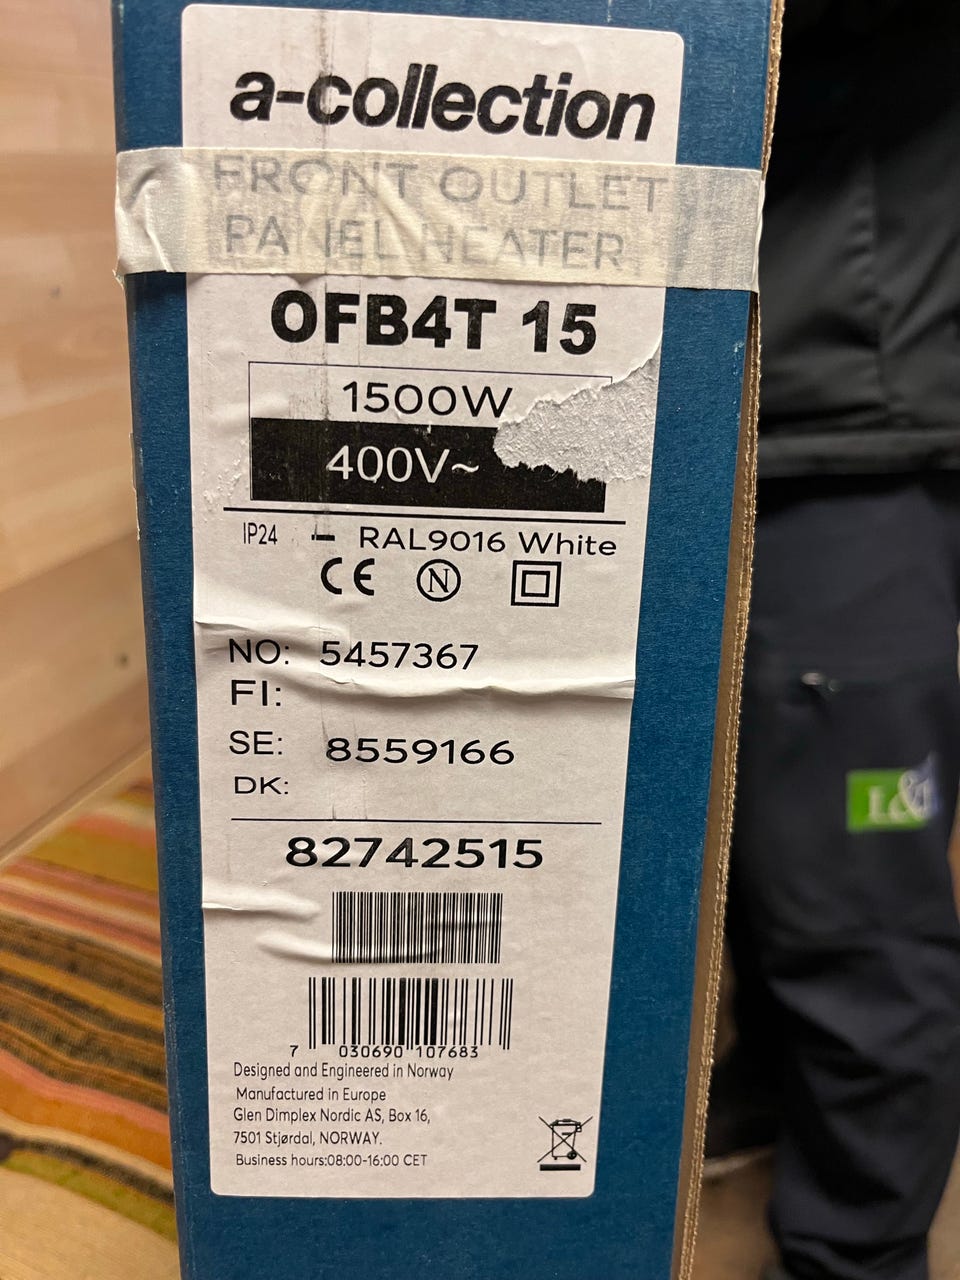 a-collection
FRONT OUTLET
PANEL HEATER
OFB4T 15
1500W
400V~
IP24 - RAL9016 White
CE N
NO: 5457367
FI:
SE: 8559166
DK:
82742515
7 030690 107683
Designed and Engineered in Norway
Manufactured in Europe
Glen Dimplex Nordic AS, Box 16,
7501 Stjørdal, NORWAY.
Business hours:08:00-16:00 CET